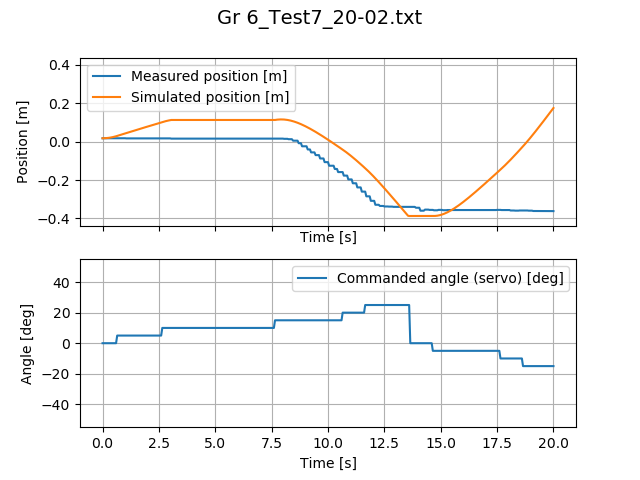 Gr 6_Test7_20-02.txt
Measured position [m]
Simulated position [m]
Position [m]
0.4
0.2
0.0
−0.2
−0.4
Time [s]
Commanded angle (servo) [deg]
Angle [deg]
40
20
0
−20
−40
0.0 2.5 5.0 7.5 10.0 12.5 15.0 17.5 20.0
Time [s]